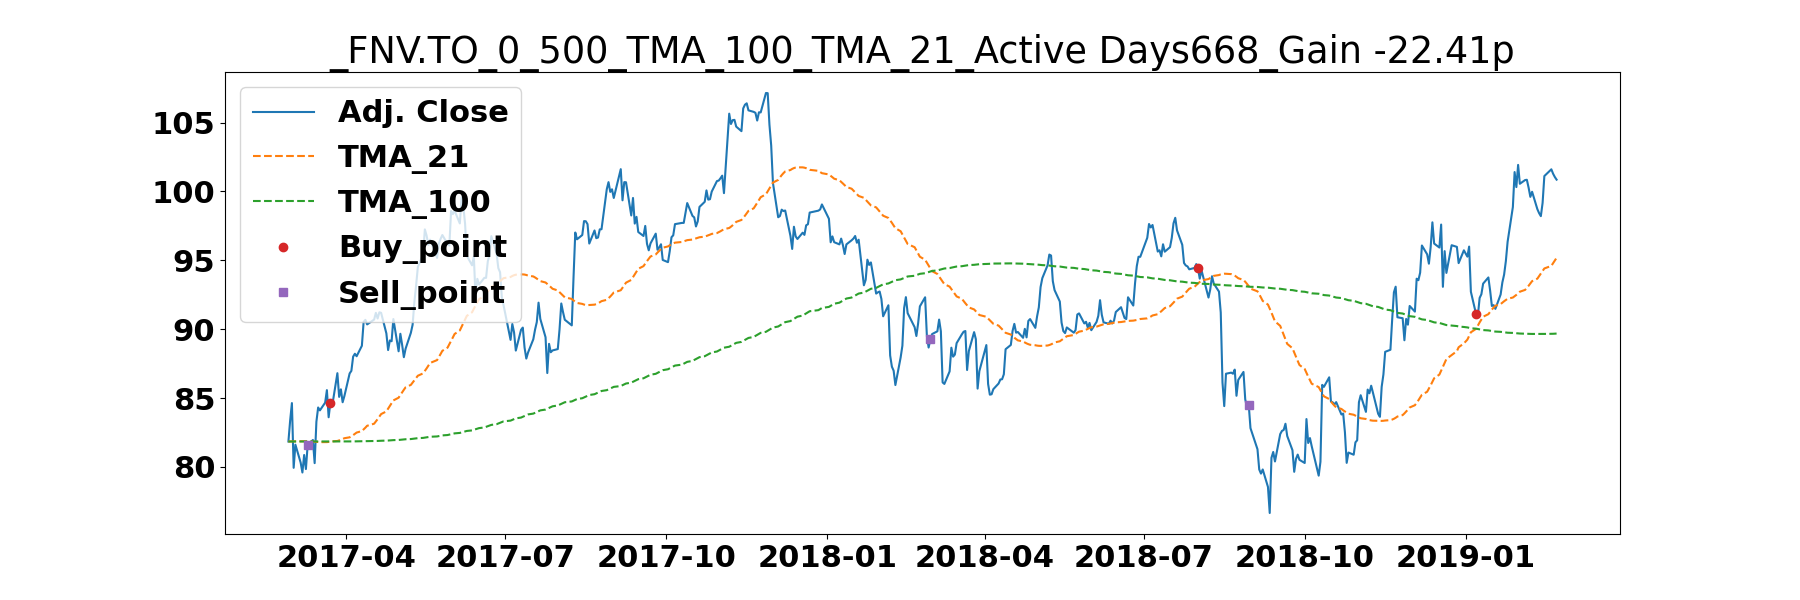 _FNV.TO_0_500_TMA_100_TMA_21_Active Days668_Gain -22.41p
Adj. Close
TMA_21
TMA_100
Buy_point
Sell_point
105
100
95
90
85
80
2017-04 2017-07 2017-10 2018-01 2018-04 2018-07 2018-10 2019-01